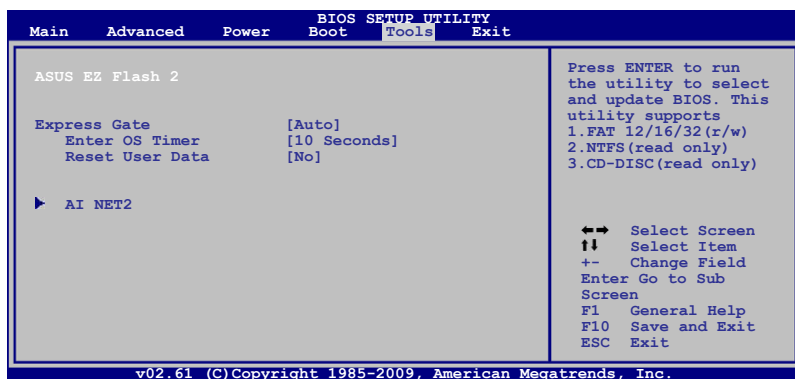 BIOS SETUP UTILITY
Main Advanced Power Boot Tools Exit
ASUS EZ Flash 2
Express Gate [Auto]
Enter OS Timer [10 Seconds]
Reset User Data [No]
AI NET2
Press ENTER to run
the utility to select
and update BIOS. This
utility supports
1.FAT 12/16/32(r/w)
2.NTFS(read only)
3.CD-DISC(read only)
←→ Select Screen
↑↓ Select Item
+- Change Field
Enter Go to Sub
Screen
F1 General Help
F10 Save and Exit
ESC Exit
v02.61 (C)Copyright 1985-2009, American Megatrends, Inc.